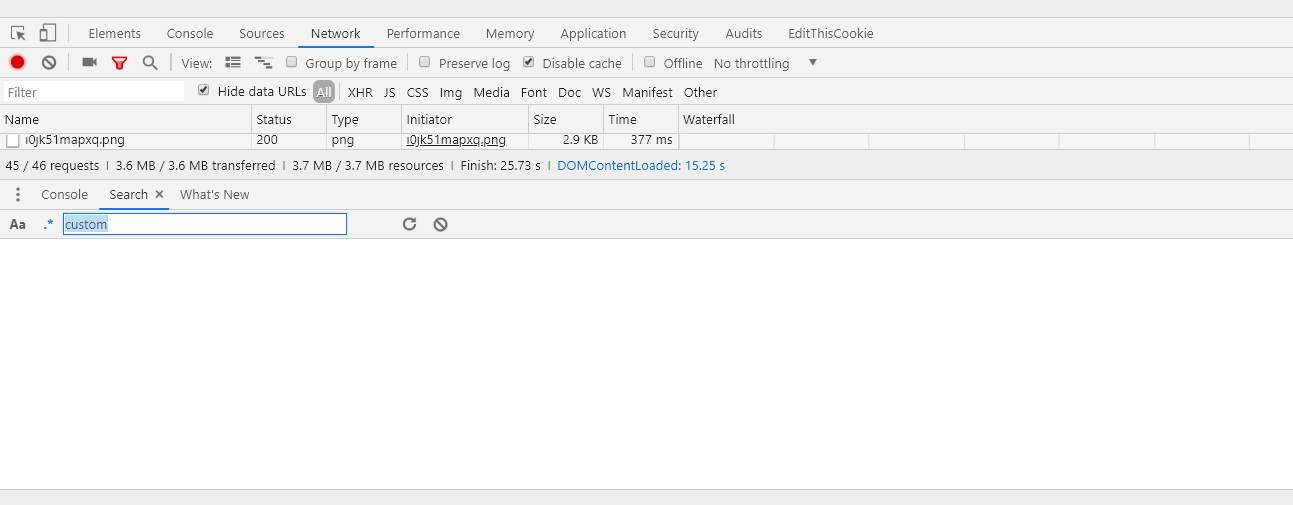 Elements Console Sources Network Performance Memory Application Security Audits EditThisCookie
View: Group by frame Preserve log Disable cache Offline No throttling
Filter Hide data URLs All XHR JS CSS Img Media Font Doc WS Manifest Other
Name Status Type Initiator Size Time Waterfall
i0jk51mapxq.png 200 png i0jk51mapxq.png 2.9 KB 377 ms
45 / 46 requests 3.6 MB / 3.6 MB transferred 3.7 MB / 3.7 MB resources Finish: 25.73 s DOMContentLoaded: 15.25 s
Console Search × What's New
Aa .* custom